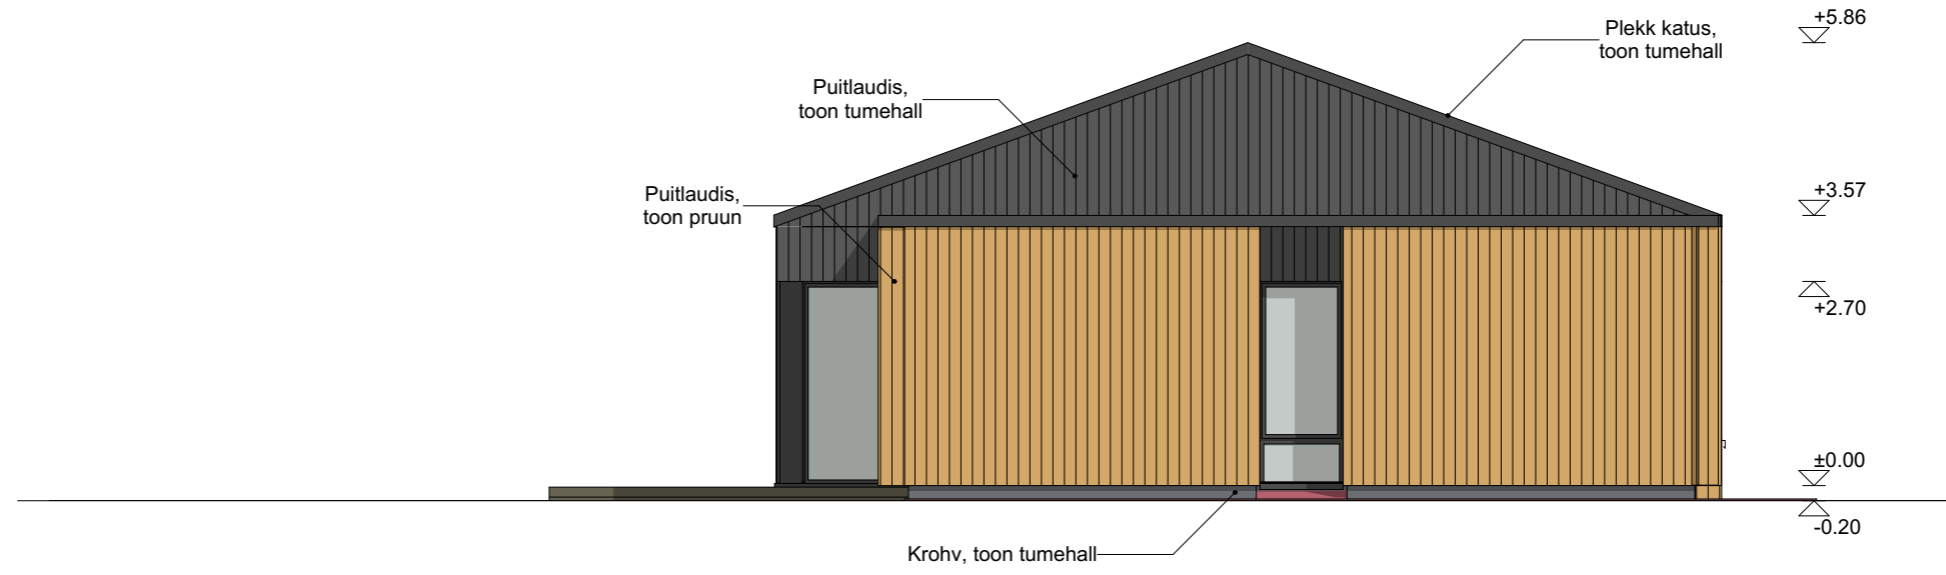 +5.86
Plekk katus,
toon tumehall
Puitlaudis,
toon tumehall
Puitlaudis,
toon pruun
+3.57
+2.70
±0.00
-0.20
Krohv, toon tumehall